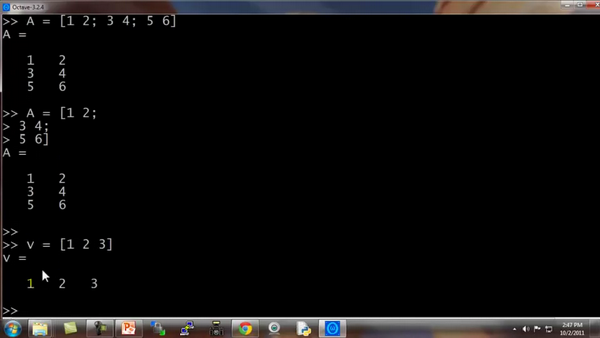 Octave-3.2.4
>> A = [1 2; 3 4; 5 6]
A =
1 2
3 4
5 6
>> A = [1 2;
> 3 4;
> 5 6]
A =
1 2
3 4
5 6
>>
>> v = [1 2 3]
v =
1 2 3
>>
2:47 PM
10/2/2011